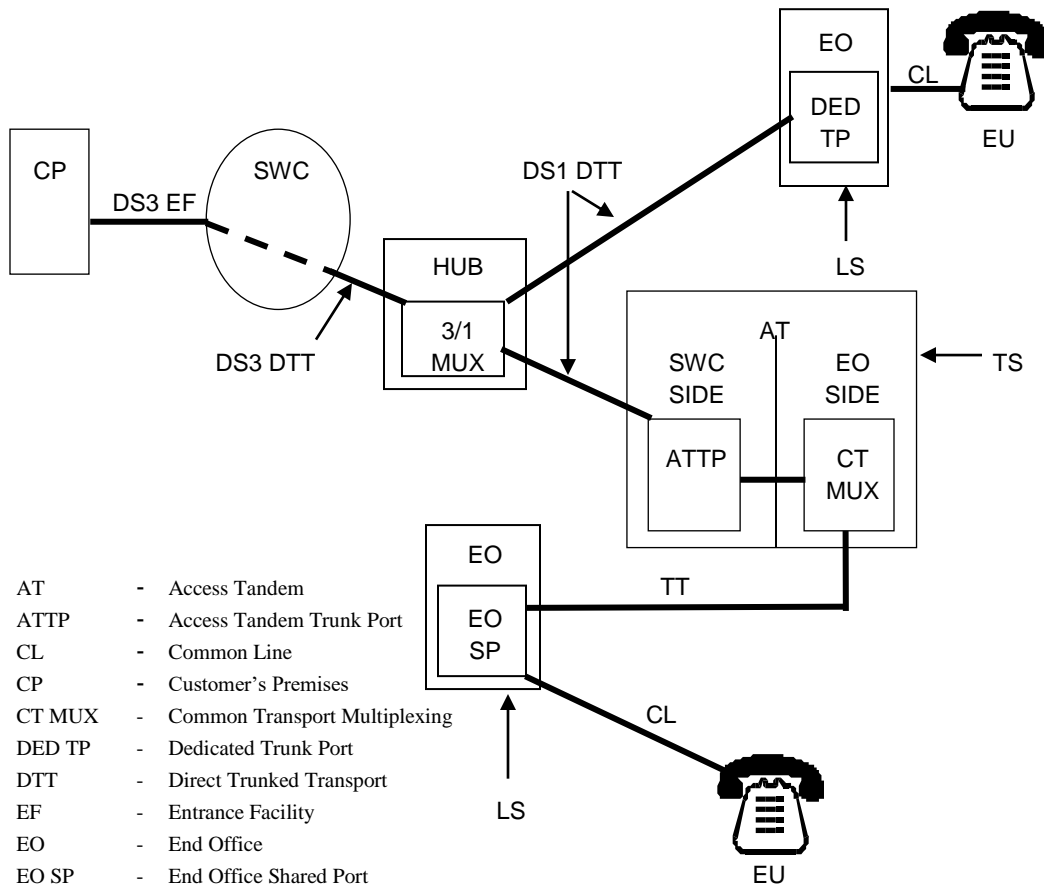 EO
DED
TP
CL
EU
CP
SWC
DS3 EF
DS1 DTT
LS
HUB
3/1
MUX
DS3 DTT
AT
SWC
SIDE
EO
SIDE
TS
ATTP
CT
MUX
EO
EO
SP
TT
CL
LS
EU
AT - Access Tandem
ATTP - Access Tandem Trunk Port
CL - Common Line
CP - Customer’s Premises
CT MUX - Common Transport Multiplexing
DED TP - Dedicated Trunk Port
DTT - Direct Trunked Transport
EF - Entrance Facility
EO - End Office
EO SP - End Office Shared Port